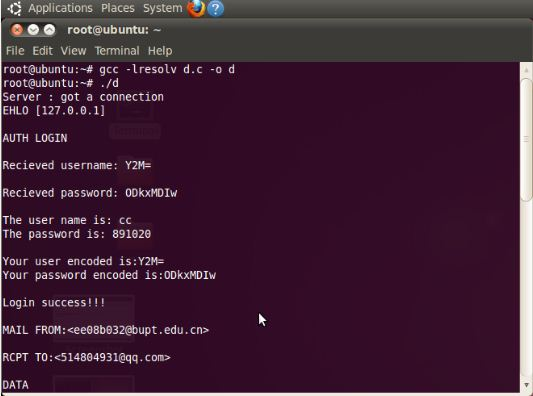 Applications Places System
root@ubuntu: ~
File Edit View Terminal Help
root@ubuntu:~# gcc -lresolv d.c -o d
root@ubuntu:~# ./d
Server : got a connection
EHLO [127.0.0.1]
AUTH LOGIN
Recieved username: Y2M=
Recieved password: ODkxMDIw
The user name is: cc
The password is: 891020
Your user encoded is:Y2M=
Your password encoded is:ODkxMDIw
Login success!!!
MAIL FROM:<ee08b032@bupt.edu.cn>
RCPT TO:<514804931@qq.com>
DATA